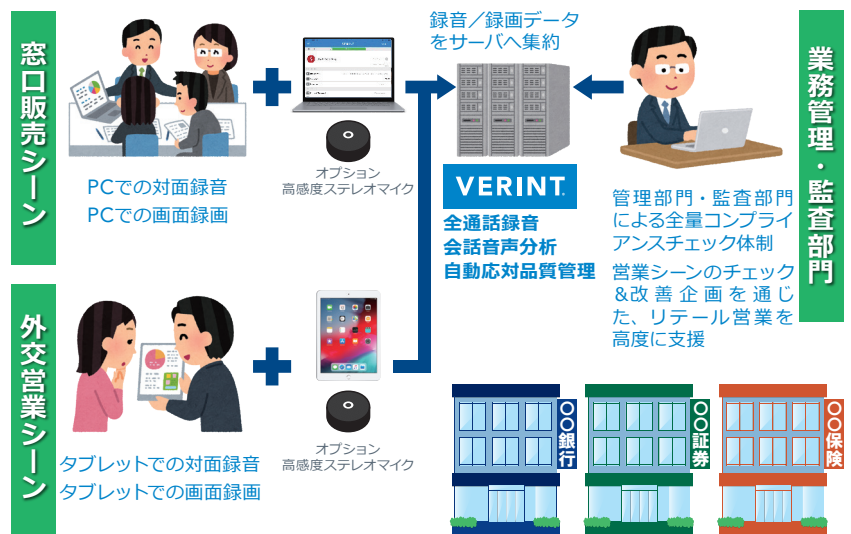 窓口販売シーン
PCでの対面録音
PCでの画面録画
オプション
高感度ステレオマイク
録音／録画データ
をサーバへ集約
VERINT
全通話録音
会話音声分析
自動応対品質管理
業務管理・監査部門
管理部門・監査部門
による全量コンプライ
アンスチェック体制
営業シーンのチェック
&改善企画を通じ
た、リテール営業を
高度に支援
外交営業シーン
タブレットでの対面録音
タブレットでの画面録画
オプション
高感度ステレオマイク
〇〇銀行
〇〇証券
〇〇保険